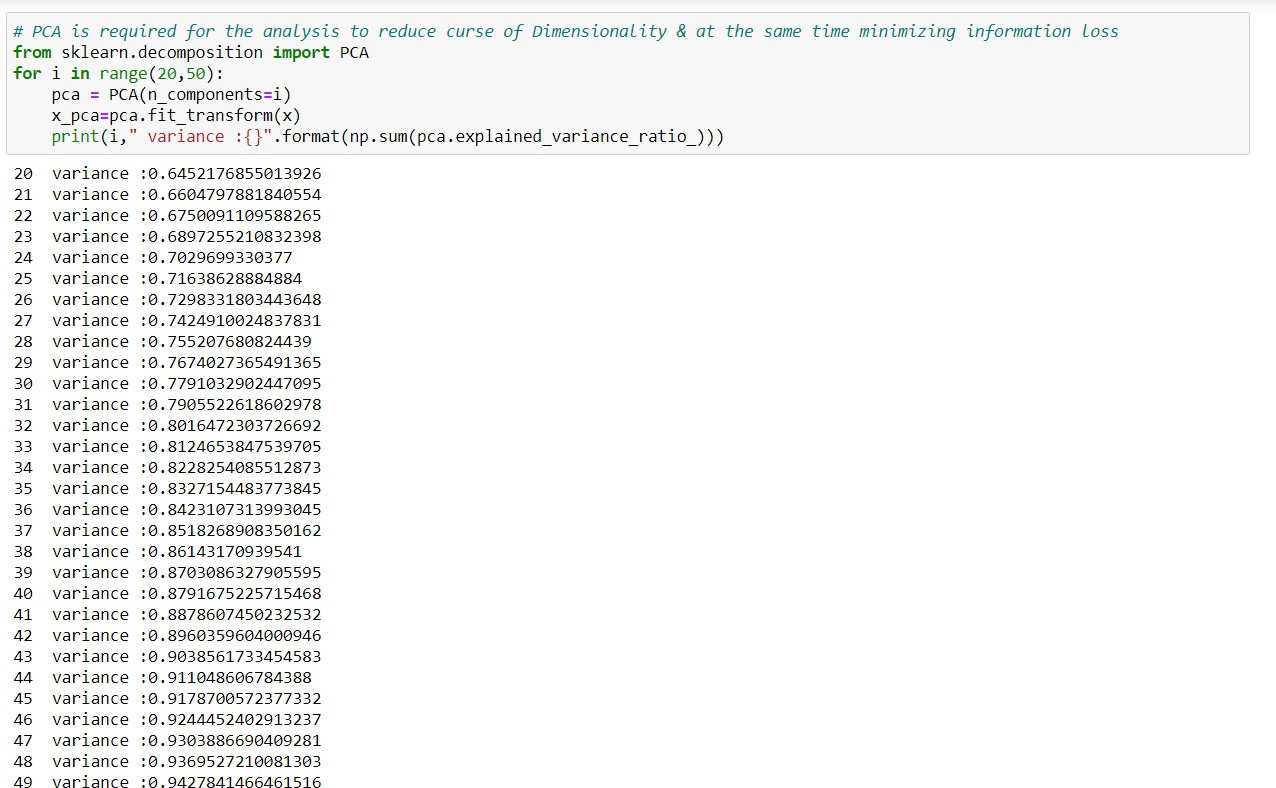 # PCA is required for the analysis to reduce curse of Dimensionality & at the same time minimizing information loss
from sklearn.decomposition import PCA
for i in range(20,50):
    pca = PCA(n_components=i)
    x_pca=pca.fit_transform(x)
    print(i," variance :{}".format(np.sum(pca.explained_variance_ratio_)))
20  variance :0.6452176855013926
21  variance :0.6604797881840554
22  variance :0.6750091109588265
23  variance :0.6897255210832398
24  variance :0.7029699330377
25  variance :0.71638628884884
26  variance :0.7298331803443648
27  variance :0.7424910024837831
28  variance :0.755207680824439
29  variance :0.7674027365491365
30  variance :0.7791032902447095
31  variance :0.7905522618602978
32  variance :0.8016472303726692
33  variance :0.8124653847539705
34  variance :0.8228254085512873
35  variance :0.8327154483773845
36  variance :0.8423107313993045
37  variance :0.8518268908350162
38  variance :0.86143170939541
39  variance :0.8703086327905595
40  variance :0.8791675225715468
41  variance :0.8878607450232532
42  variance :0.8960359604000946
43  variance :0.9038561733454583
44  variance :0.911048606784388
45  variance :0.9178700572377332
46  variance :0.9244452402913237
47  variance :0.9303886690409281
48  variance :0.9369527210081303
49  variance :0.9427841466461516